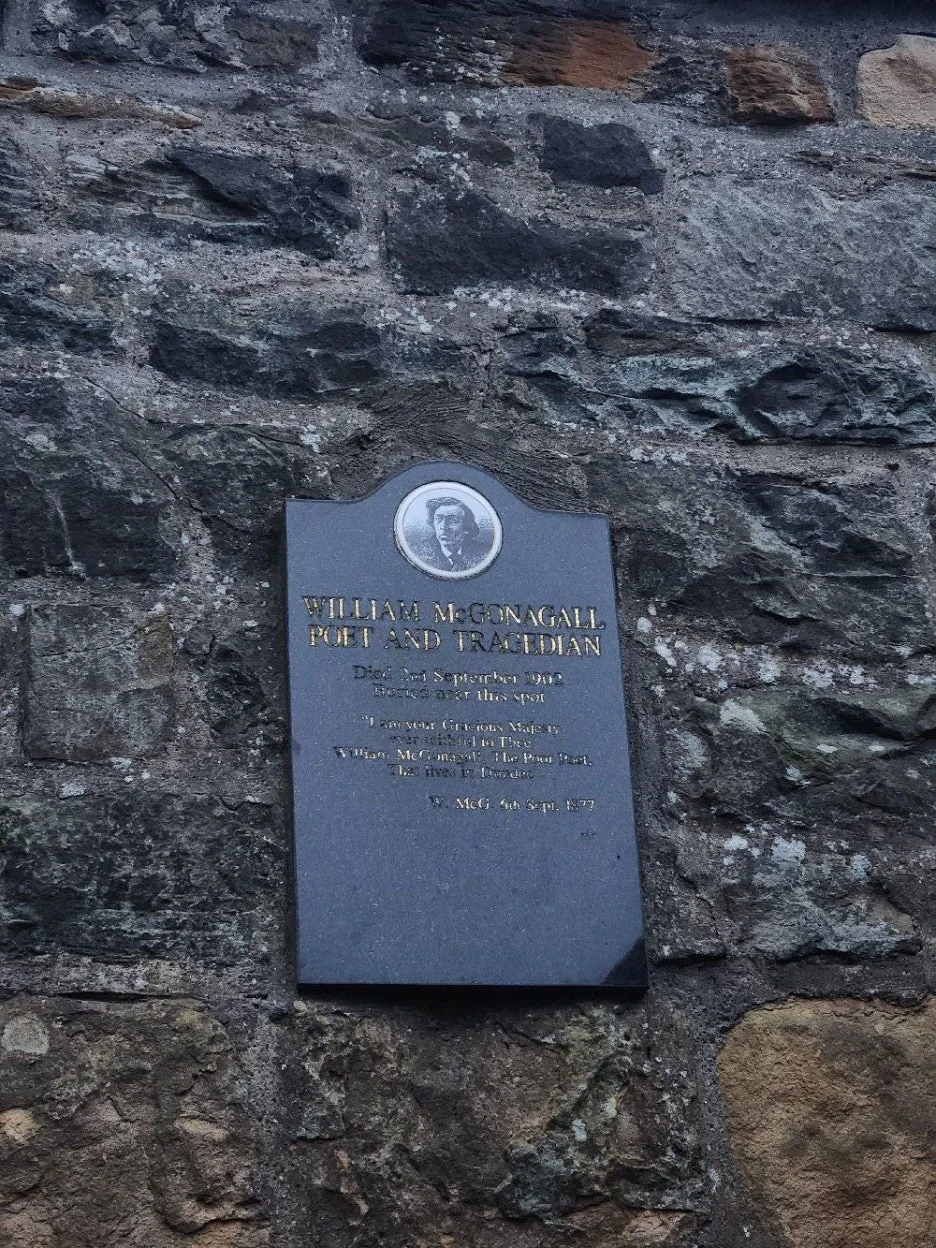 WILLIAM McGONAGALL
POET AND TRAGEDIAN
Died 29th September 1902
Buried near this spot
"I am your Gracious Majesty
ever faithful to Thee,
William McGonagall, The Poor Poet,
That lives in Dundee
W. McG. 6th Sept. 1877